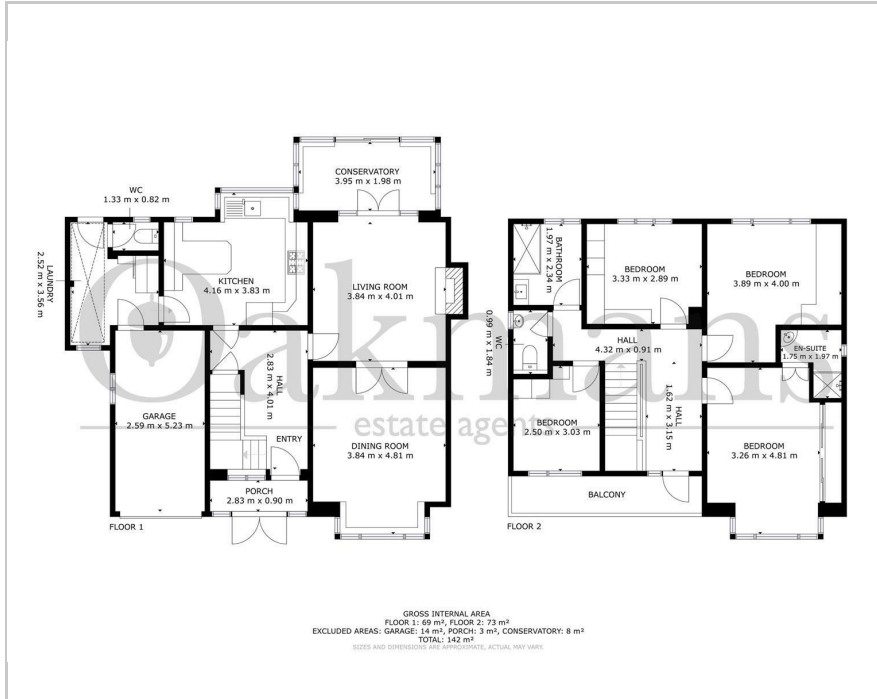 CONSERVATORY
3.95 m x 1.98 m
WC
1.33 m x 0.82 m
LAUNDRY
2.52 m x 3.56 m
KITCHEN
4.16 m x 3.83 m
LIVING ROOM
3.84 m x 4.01 m
HALL
2.83 m x 4.01 m
GARAGE
2.59 m x 5.23 m
ENTRY
DINING ROOM
3.84 m x 4.81 m
PORCH
2.83 m x 0.90 m
FLOOR 1
BATHROOM
1.97 m x 2.34 m
BEDROOM
3.33 m x 2.89 m
BEDROOM
3.89 m x 4.00 m
WC
0.99 m x 1.84 m
HALL
4.32 m x 0.91 m
EN-SUITE
1.75 m x 1.97 m
HALL
1.62 m x 3.15 m
BEDROOM
2.50 m x 3.03 m
BEDROOM
3.26 m x 4.81 m
BALCONY
FLOOR 2
Oakmans
estate agents
GROSS INTERNAL AREA
FLOOR 1: 69 m², FLOOR 2: 73 m²
EXCLUDED AREAS: GARAGE: 14 m², PORCH: 3 m², CONSERVATORY: 8 m²
TOTAL: 142 m²
SIZES AND DIMENSIONS ARE APPROXIMATE, ACTUAL MAY VARY.